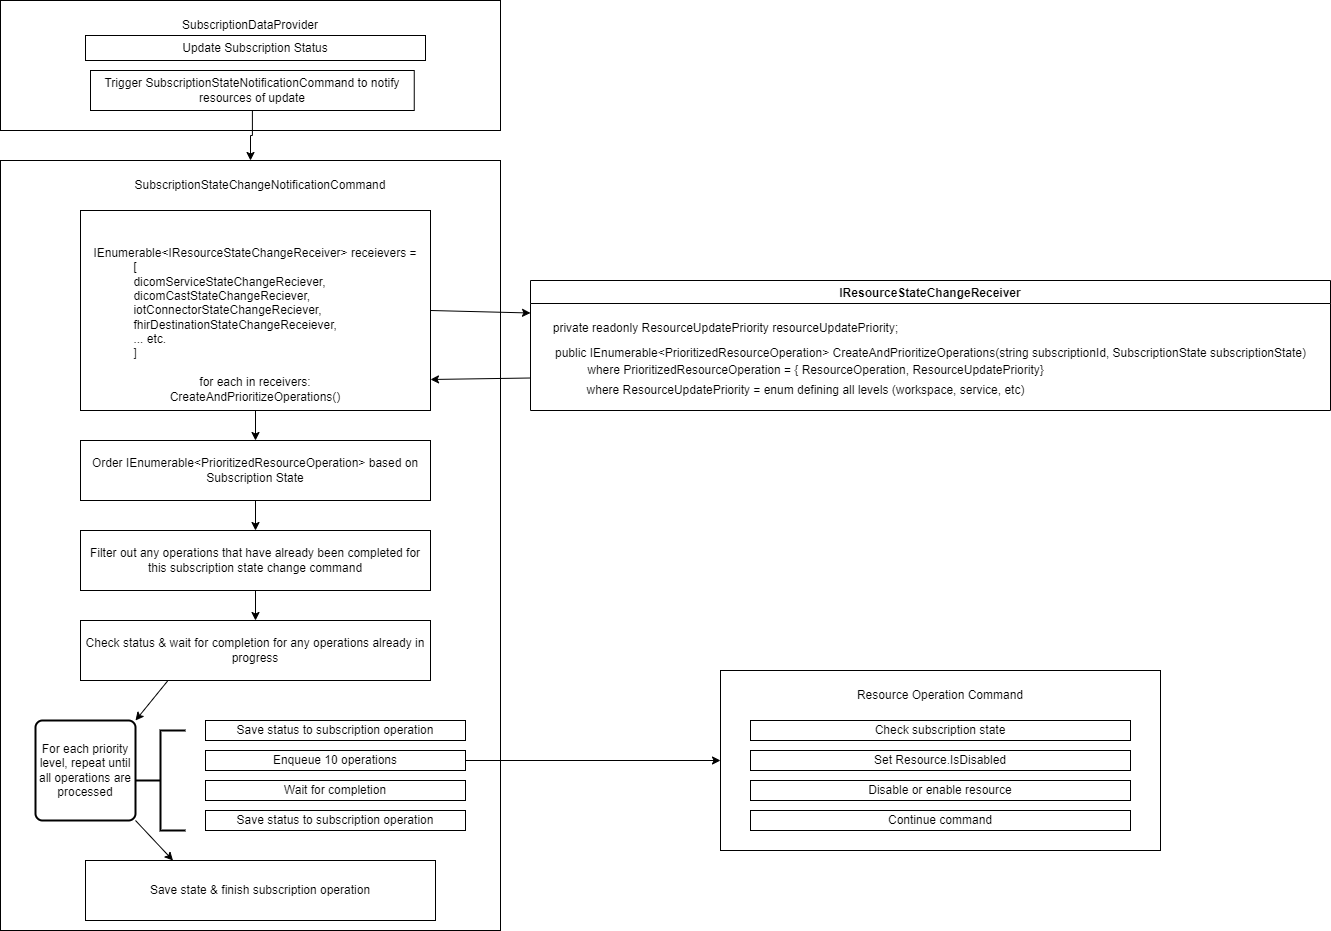 SubscriptionDataProvider
Update Subscription Status
Trigger SubscriptionStateNotificationCommand to notify
resources of update
SubscriptionStateChangeNotificationCommand
IEnumerable<IResourceStateChangeReceiver> receievers =
[
dicomServiceStateChangeReciever,
dicomCastStateChangeReciever,
iotConnectorStateChangeReciever,
fhirDestinationStateChangeReceiever,
... etc.
]
for each in receivers:
CreateAndPrioritizeOperations()
IResourceStateChangeReceiver
private readonly ResourceUpdatePriority resourceUpdatePriority;
public IEnumerable<PrioritizedResourceOperation> CreateAndPrioritizeOperations(string subscriptionId, SubscriptionState subscriptionState)
where PrioritizedResourceOperation = { ResourceOperation, ResourceUpdatePriority}
where ResourceUpdatePriority = enum defining all levels (workspace, service, etc)
Order IEnumerable<PrioritizedResourceOperation> based on
Subscription State
Filter out any operations that have already been completed for
this subscription state change command
Check status & wait for completion for any operations already in
progress
For each priority
level, repeat until
all operations are
processed
Save status to subscription operation
Enqueue 10 operations
Wait for completion
Save status to subscription operation
Save state & finish subscription operation
Resource Operation Command
Check subscription state
Set Resource.IsDisabled
Disable or enable resource
Continue command